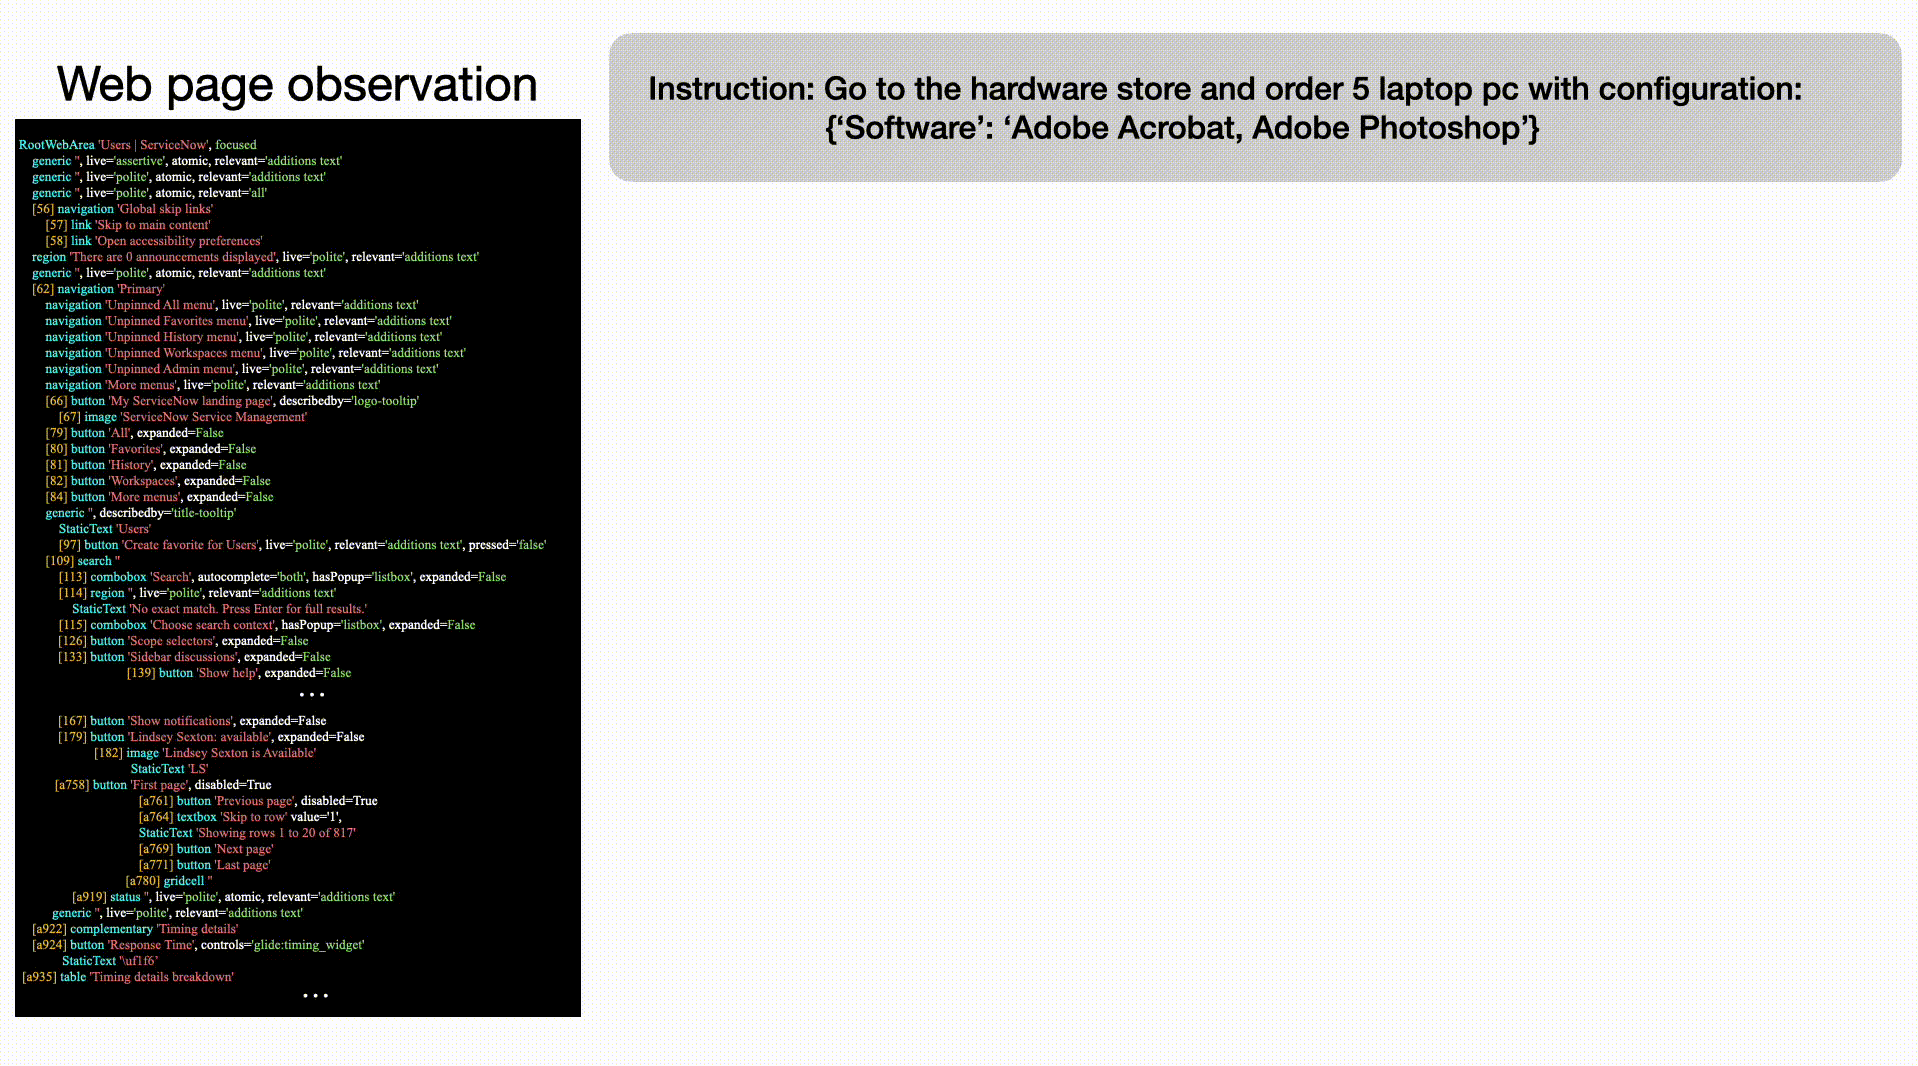 Web page observation
Instruction: Go to the hardware store and order 5 laptop pc with configuration:
{‘Software’: ‘Adobe Acrobat, Adobe Photoshop’}
RootWebArea 'Users | ServiceNow', focused
generic '', live='assertive', atomic, relevant='additions text'
generic '', live='polite', atomic, relevant='additions text'
generic '', live='polite', atomic, relevant='all'
[56] navigation 'Global skip links'
[57] link 'Skip to main content'
[58] link 'Open accessibility preferences'
region 'There are 0 announcements displayed', live='polite', relevant='additions text'
generic '', live='polite', atomic, relevant='additions text'
[62] navigation 'Primary'
navigation 'Unpinned All menu', live='polite', relevant='additions text'
navigation 'Unpinned Favorites menu', live='polite', relevant='additions text'
navigation 'Unpinned History menu', live='polite', relevant='additions text'
navigation 'Unpinned Workspaces menu', live='polite', relevant='additions text'
navigation 'Unpinned Admin menu', live='polite', relevant='additions text'
navigation 'More menus', live='polite', relevant='additions text'
[66] button 'My ServiceNow landing page', describedby='logo-tooltip'
[67] image 'ServiceNow Service Management'
[79] button 'All', expanded=False
[80] button 'Favorites', expanded=False
[81] button 'History', expanded=False
[82] button 'Workspaces', expanded=False
[84] button 'More menus', expanded=False
generic '', describedby='title-tooltip'
StaticText 'Users'
[97] button 'Create favorite for Users', live='polite', relevant='additions text', pressed='false'
[109] search ''
[113] combobox 'Search', autocomplete='both', hasPopup='listbox', expanded=False
[114] region '', live='polite', relevant='additions text'
StaticText 'No exact match. Press Enter for full results.'
[115] combobox 'Choose search context', hasPopup='listbox', expanded=False
[126] button 'Scope selectors', expanded=False
[133] button 'Sidebar discussions', expanded=False
[139] button 'Show help', expanded=False
...
[167] button 'Show notifications', expanded=False
[179] button 'Lindsey Sexton: available', expanded=False
[182] image 'Lindsey Sexton is Available'
StaticText 'LS'
[a758] button 'First page', disabled=True
[a761] button 'Previous page', disabled=True
[a764] textbox 'Skip to row' value='1',
StaticText 'Showing rows 1 to 20 of 817'
[a769] button 'Next page'
[a771] button 'Last page'
[a780] gridcell ''
[a919] status '', live='polite', atomic, relevant='additions text'
generic '', live='polite', relevant='additions text'
[a922] complementary 'Timing details'
[a924] button 'Response Time', controls='glide:timing_widget'
StaticText '\uf1f6'
[a935] table 'Timing details breakdown'
...